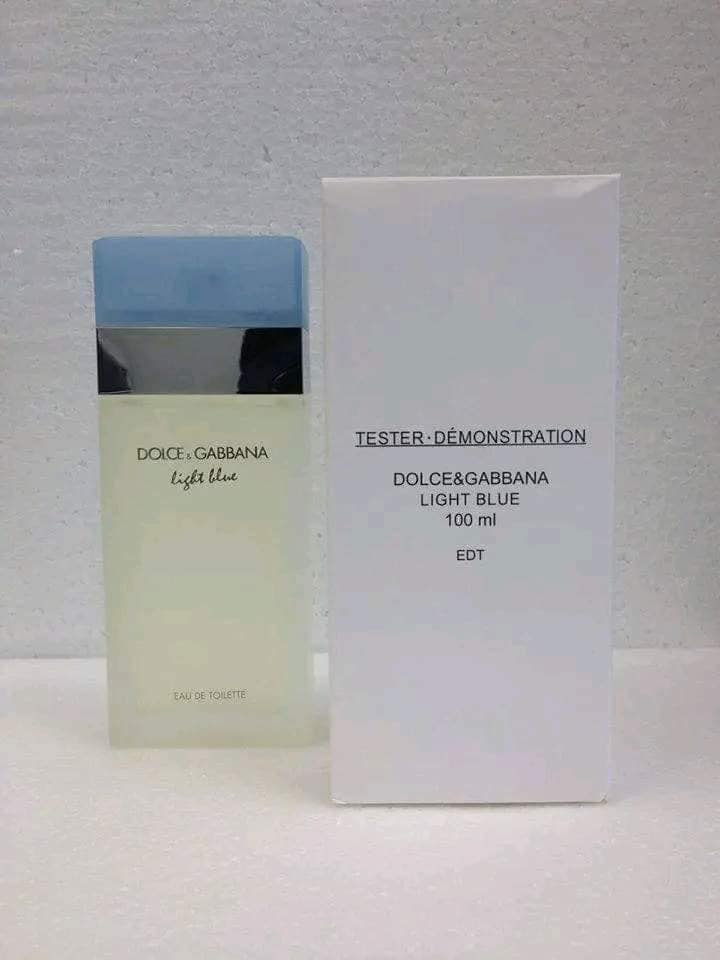 DOLCE & GABBANA
light blue
EAU DE TOILETTE
TESTER·DÉMONSTRATION
DOLCE&GABBANA
LIGHT BLUE
100 ml
EDT